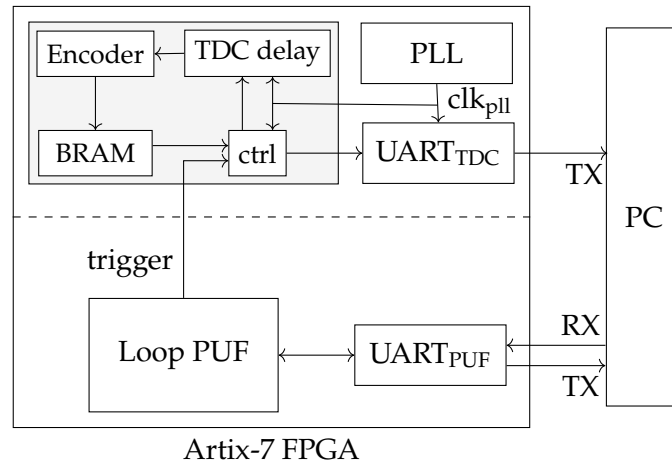 Encoder
TDC delay
PLL
clk_pll
BRAM
ctrl
UART_TDC
TX
PC
trigger
Loop PUF
UART_PUF
RX
TX
Artix-7 FPGA